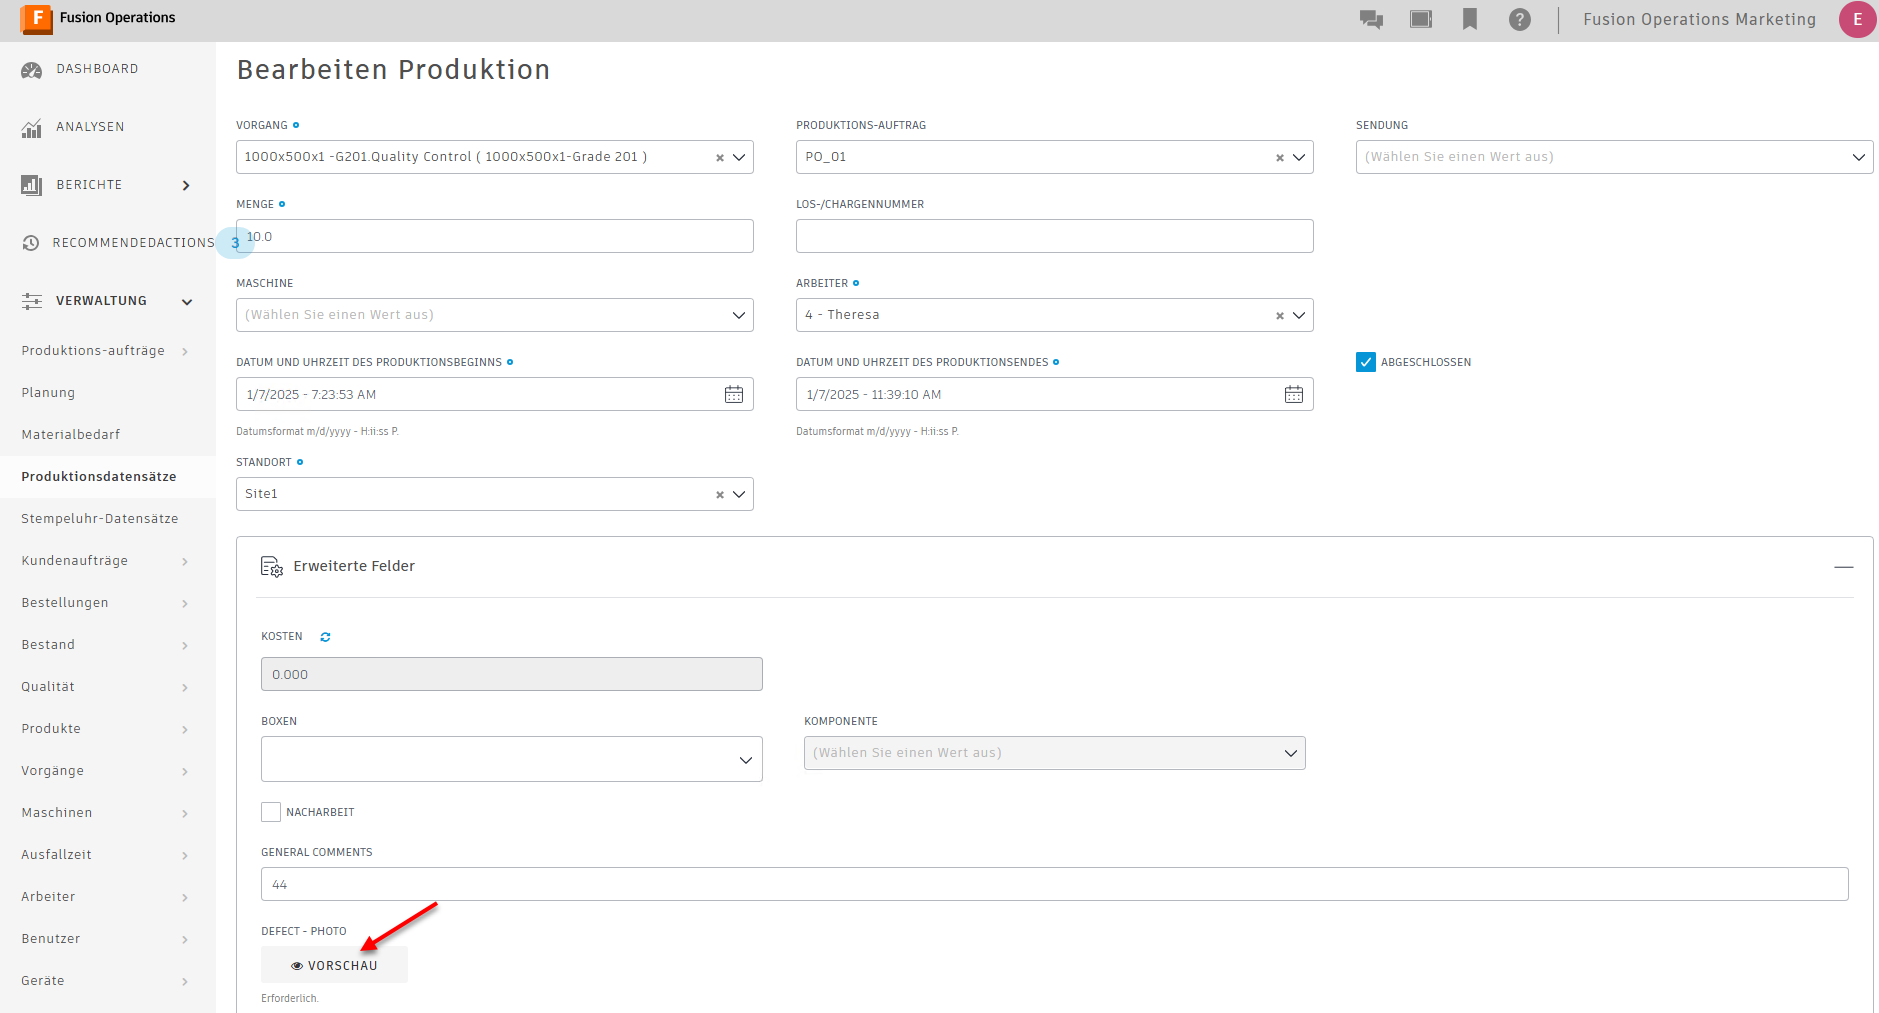 F Fusion Operations
Fusion Operations Marketing
E
DASHBOARD
ANALYSEN
BERICHTE
RECOMMENDEDACTIONS 3
VERWALTUNG
Produktions-aufträge
Planung
Materialbedarf
Produktionsdatensätze
Stempeluhr-Datensätze
Kundenaufträge
Bestellungen
Bestand
Qualität
Produkte
Vorgänge
Maschinen
Ausfallzeit
Arbeiter
Benutzer
Geräte
Bearbeiten Produktion
VORGANG
1000x500x1 -G201.Quality Control ( 1000x500x1-Grade 201 )
PRODUKTIONS-AUFTRAG
PO_01
SENDUNG
(Wählen Sie einen Wert aus)
MENGE
10.0
LOS-/CHARGENNUMMER
MASCHINE
(Wählen Sie einen Wert aus)
ARBEITER
4 - Theresa
DATUM UND UHRZEIT DES PRODUKTIONSBEGINNS
1/7/2025 - 7:23:53 AM
Datumsformat m/d/yyyy - H:ii:ss P.
DATUM UND UHRZEIT DES PRODUKTIONSENDES
1/7/2025 - 11:39:10 AM
Datumsformat m/d/yyyy - H:ii:ss P.
ABGESCHLOSSEN
STANDORT
Site1
Erweiterte Felder
KOSTEN
0.000
BOXEN
KOMPONENTE
(Wählen Sie einen Wert aus)
NACHARBEIT
GENERAL COMMENTS
44
DEFECT - PHOTO
VORSCHAU
Erforderlich.